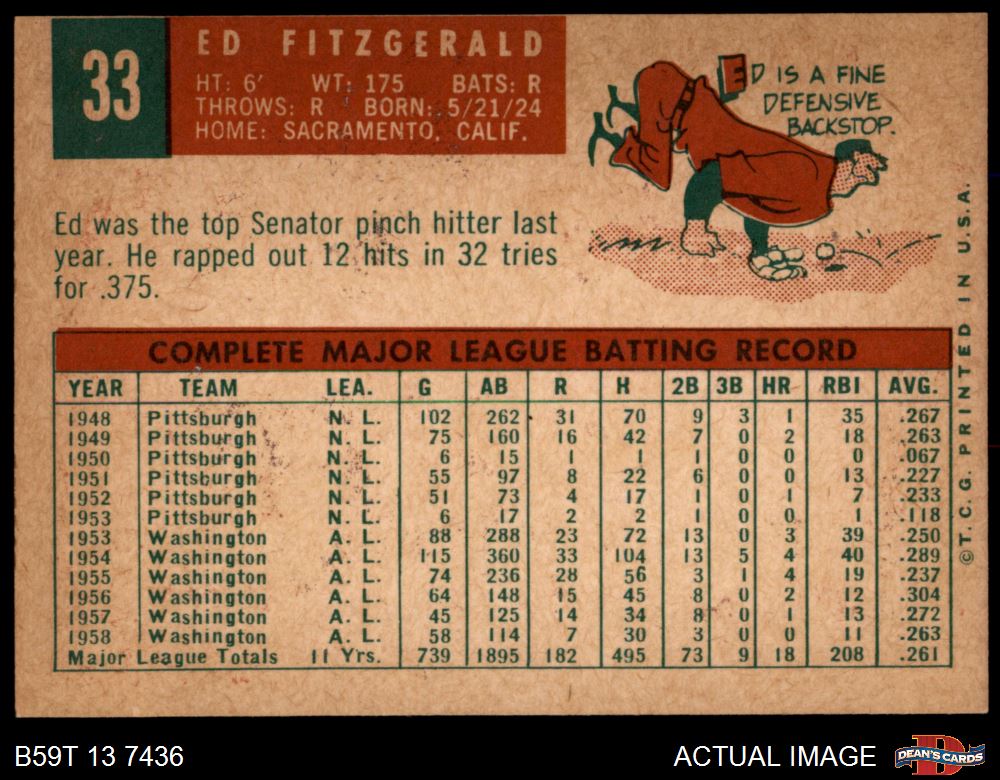 33
ED FITZGERALD
HT: 6' WT: 175 BATS: R
THROWS: R BORN: 5/21/24
HOME: SACRAMENTO, CALIF.
ED IS A FINE
DEFENSIVE
BACKSTOP.
Ed was the top Senator pinch hitter last
year. He rapped out 12 hits in 32 tries
for .375.
COMPLETE MAJOR LEAGUE BATTING RECORD
YEAR TEAM LEA. G AB R H 2B 3B HR RBI AVG.
1948 Pittsburgh N. L. 102 262 31 70 9 3 1 35 .267
1949 Pittsburgh N. L. 75 160 16 42 7 0 2 18 .263
1950 Pittsburgh N. L. 6 15 1 1 1 0 0 0 .067
1951 Pittsburgh N. L. 55 97 8 22 6 0 0 13 .227
1952 Pittsburgh N. L. 51 73 4 17 1 0 1 7 .233
1953 Pittsburgh N. L. 6 17 2 2 1 0 0 1 .118
1953 Washington A. L. 88 288 23 72 13 0 3 39 .250
1954 Washington A. L. 115 360 33 104 13 5 4 40 .289
1955 Washington A. L. 74 236 28 56 3 1 4 19 .237
1956 Washington A. L. 64 148 15 45 8 0 2 12 .304
1957 Washington A. L. 45 125 14 34 8 0 1 13 .272
1958 Washington A. L. 58 114 7 30 3 0 0 11 .263
Major League Totals 11 Yrs. 739 1895 182 495 73 9 18 208 .261
©T.C.G. PRINTED IN U.S.A.
B59T 13 7436
ACTUAL IMAGE
D
DEAN'S CARDS